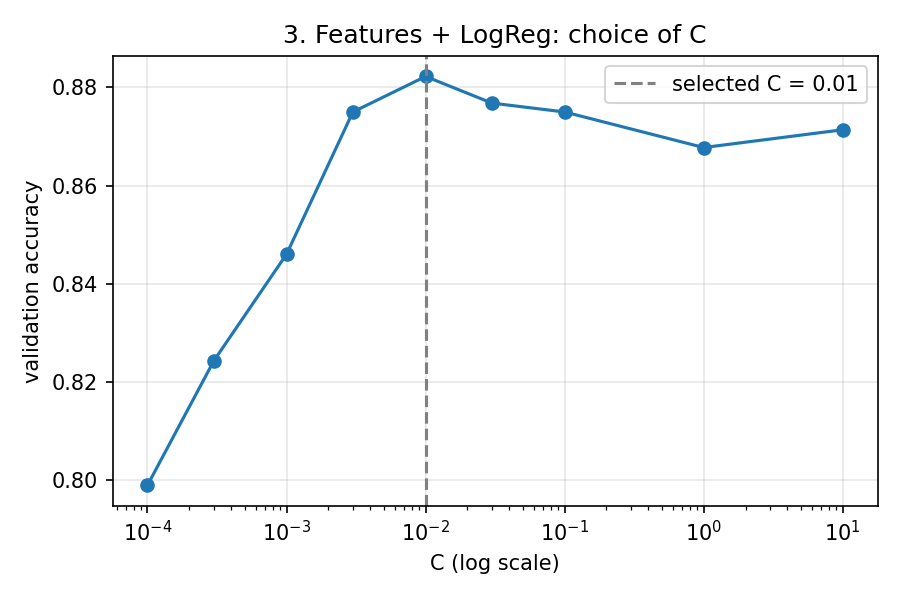 3. Features + LogReg: choice of C
selected C = 0.01
validation accuracy
0.88
0.86
0.84
0.82
0.80
10⁻⁴ 10⁻³ 10⁻² 10⁻¹ 10⁰ 10¹
C (log scale)